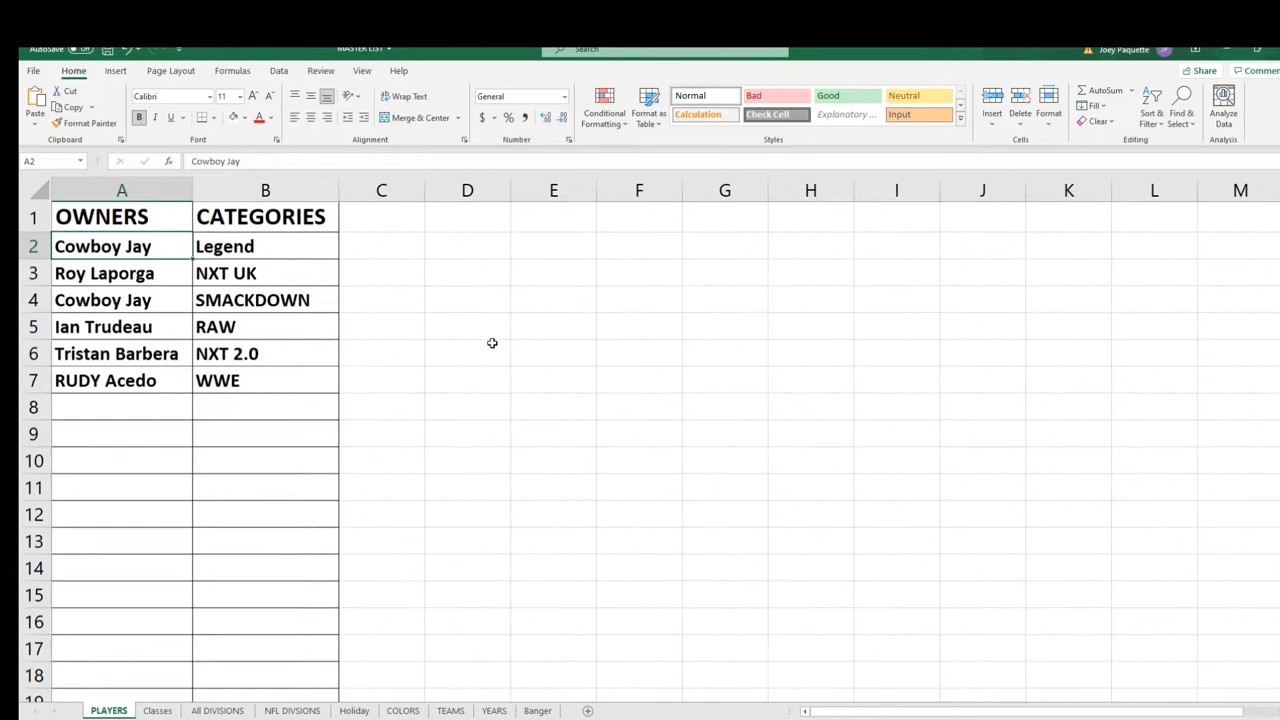 AutoSave Off MASTER LIST Search Joey Paquette JP
File Home Insert Page Layout Formulas Data Review View Help Share Commen
Paste Cut Copy Format Painter Clipboard
Calibri 11 A A B I U A Font
Wrap Text Merge & Center Alignment
General $ % , Number
Conditional Formatting Format as Table Normal Bad Good Neutral Calculation Check Cell Explanatory ... Input Styles
Insert Delete Format Cells
AutoSum Fill Clear Sort & Filter Find & Select Editing
Analyze Data Analysis
A2 fx Cowboy Jay
A B C D E F G H I J K L M
1 OWNERS CATEGORIES
2 Cowboy Jay Legend
3 Roy Laporga NXT UK
4 Cowboy Jay SMACKDOWN
5 Ian Trudeau RAW
6 Tristan Barbera NXT 2.0
7 RUDY Acedo WWE
8
9
10
11
12
13
14
15
16
17
18
19
PLAYERS Classes All DIVISIONS NFL DIVSIONS Holiday COLORS TEAMS YEARS Banger